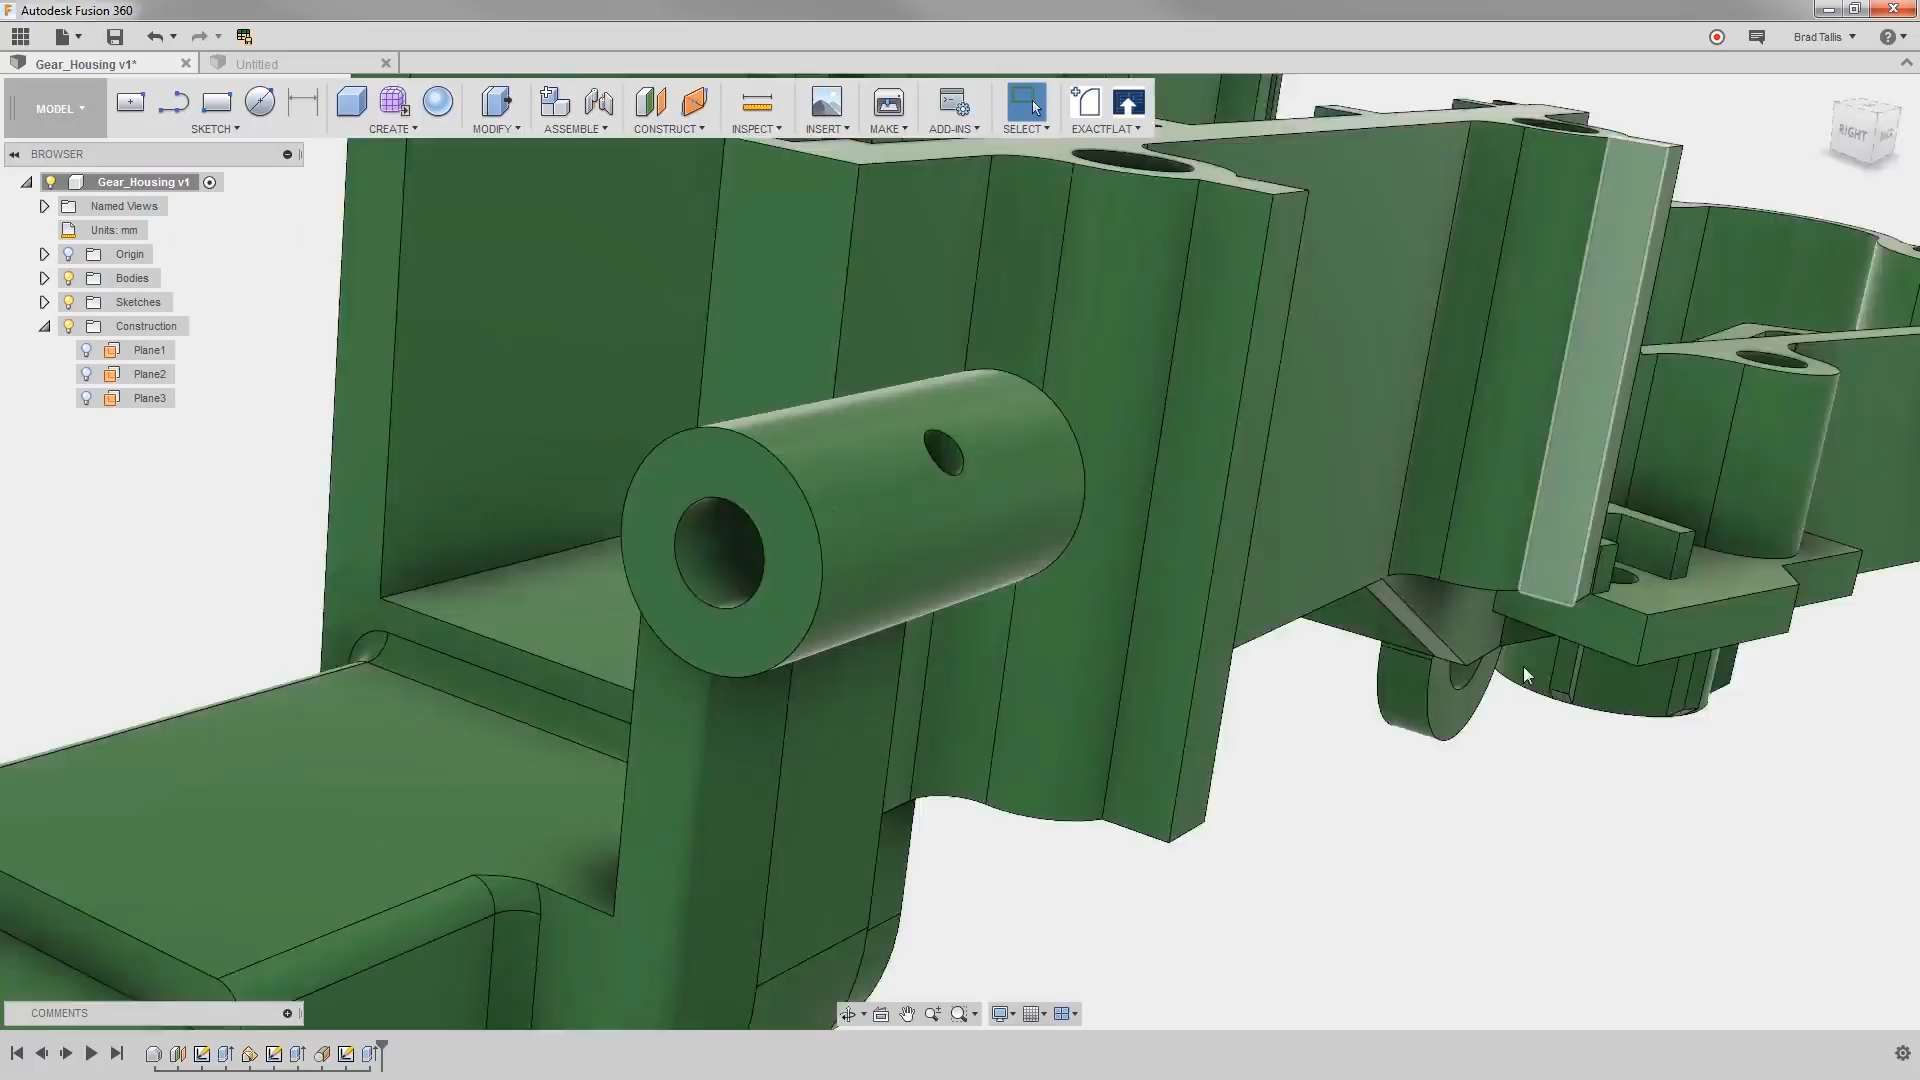 Autodesk Fusion 360
Brad Tallis
Gear_Housing v1*
Untitled
MODEL
SKETCH
CREATE
MODIFY
ASSEMBLE
CONSTRUCT
INSPECT
INSERT
MAKE
ADD-INS
SELECT
EXACTFLAT
RIGHT
BACK
BROWSER
Gear_Housing v1
Named Views
Units: mm
Origin
Bodies
Sketches
Construction
Plane1
Plane2
Plane3
COMMENTS